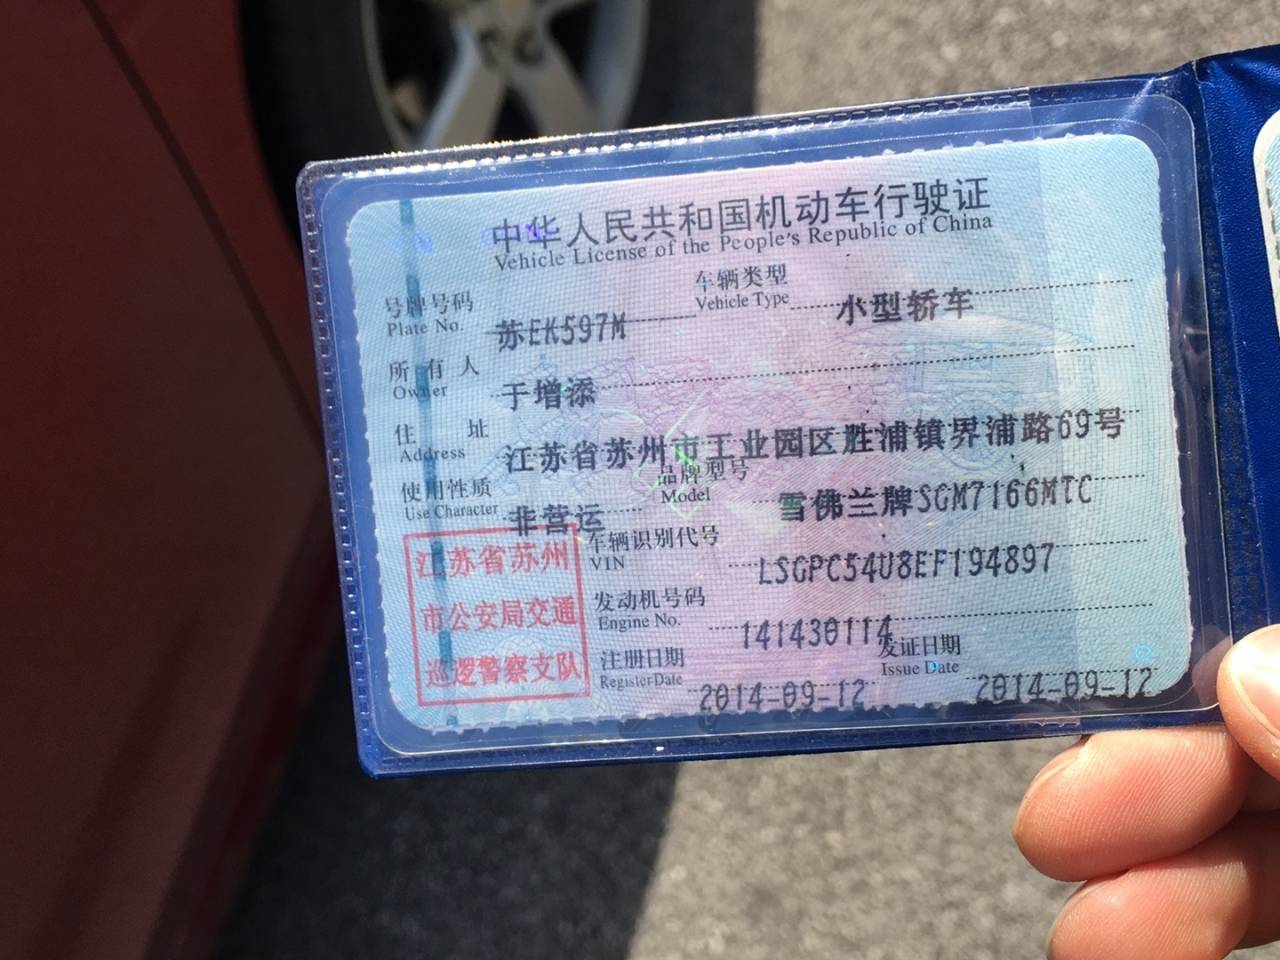 中华人民共和国机动车行驶证
Vehicle License of the People's Republic of China
号牌号码 苏EK597M 车辆类型 小型轿车
Plate No. Vehicle Type
所有人 于增添
Owner
住址 江苏省苏州市工业园区胜浦镇界浦路69号
Address
使用性质 非营运 品牌型号 雪佛兰牌SGM7166MTC
Use Character Model
车辆识别代号 LSGPC54U8EF194897
VIN
发动机号码 141430114
Engine No.
注册日期 2014-09-12 发证日期 2014-09-12
Register Date Issue Date
江苏省苏州
市公安局交通
巡逻警察支队